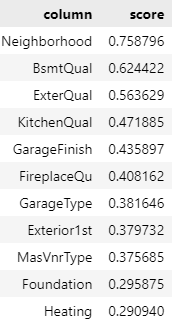 column score
Neighborhood 0.758796
BsmtQual 0.624422
ExterQual 0.563629
KitchenQual 0.471885
GarageFinish 0.435897
FireplaceQu 0.408162
GarageType 0.381646
Exterior1st 0.379732
MasVnrType 0.375685
Foundation 0.295875
Heating 0.290940